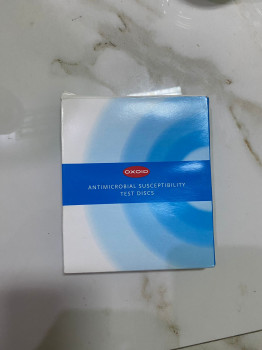 OXOID
ANTIMICROBIAL SUSCEPTIBILITY
TEST DISCS